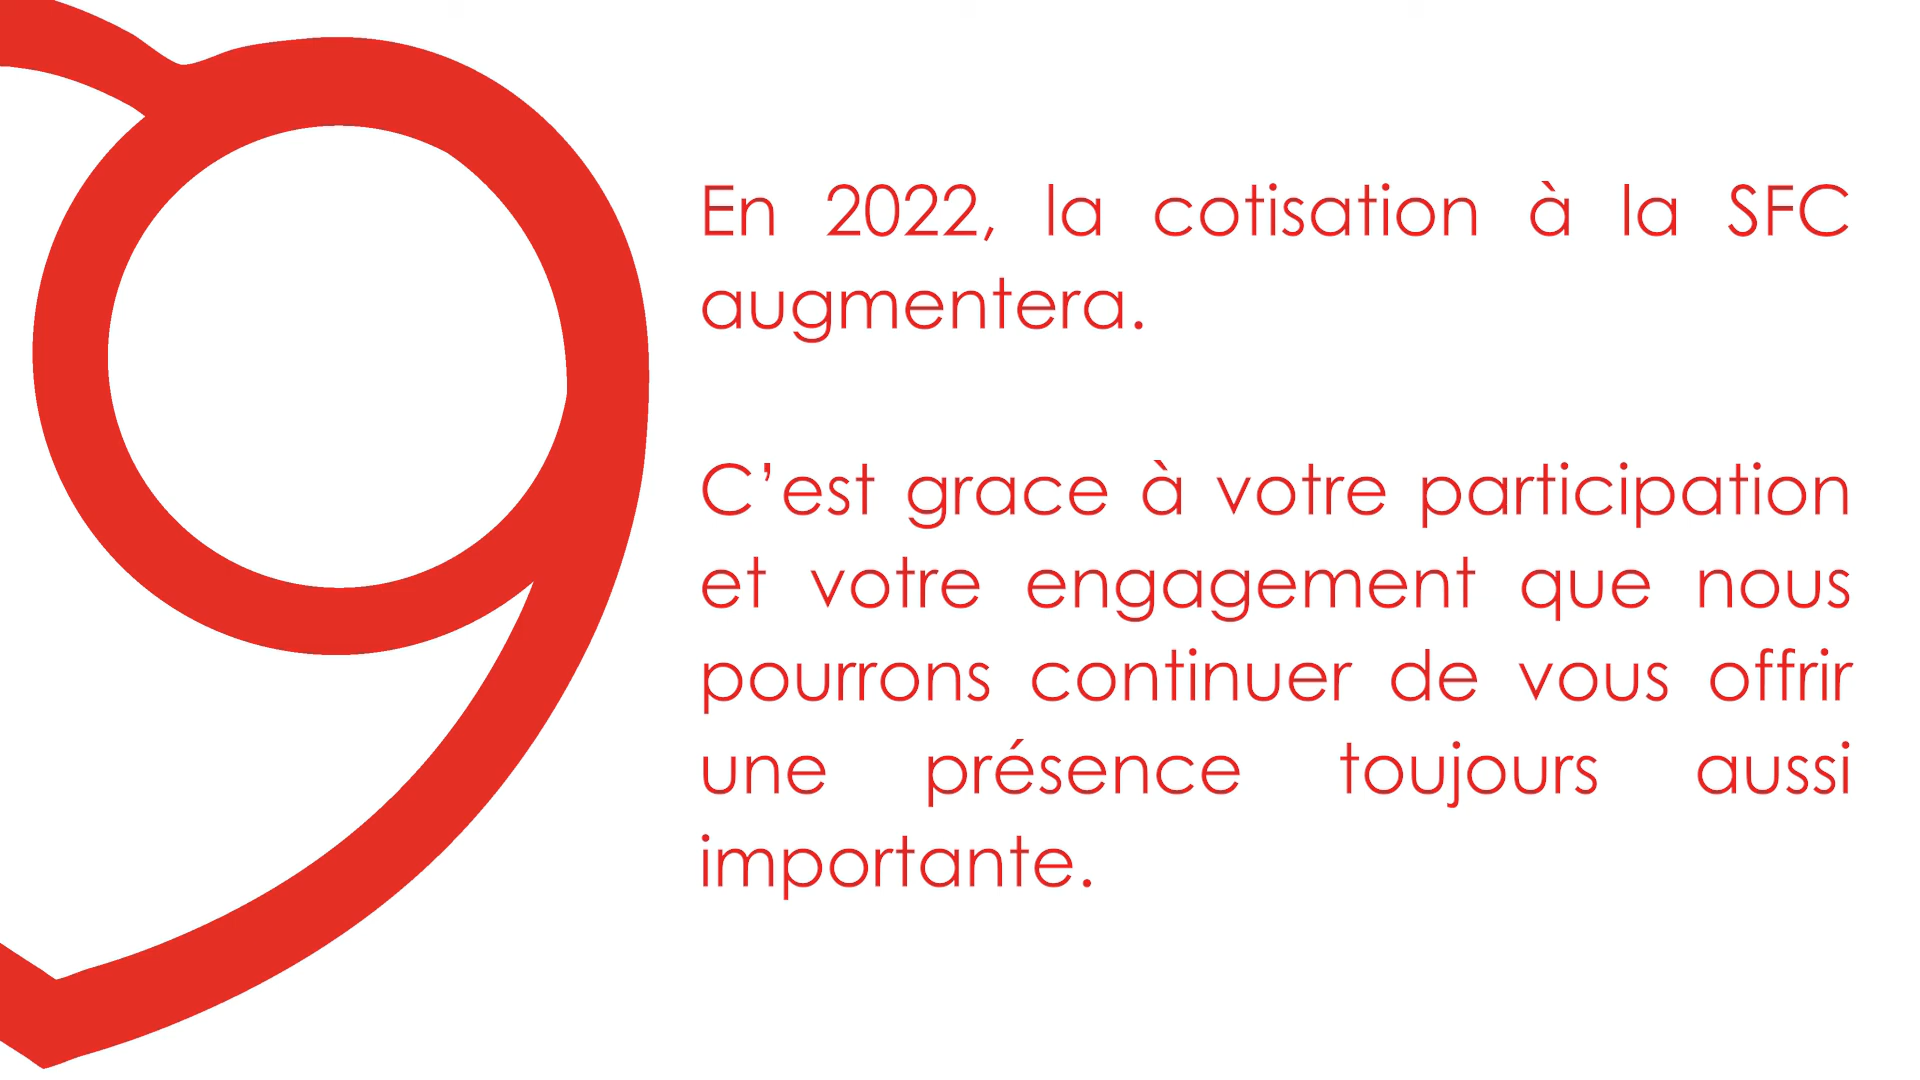 En 2022, la cotisation à la SFC
augmentera.
C’est grace à votre participation
et votre engagement que nous
pourrons continuer de vous offrir
une présence toujours aussi
importante.